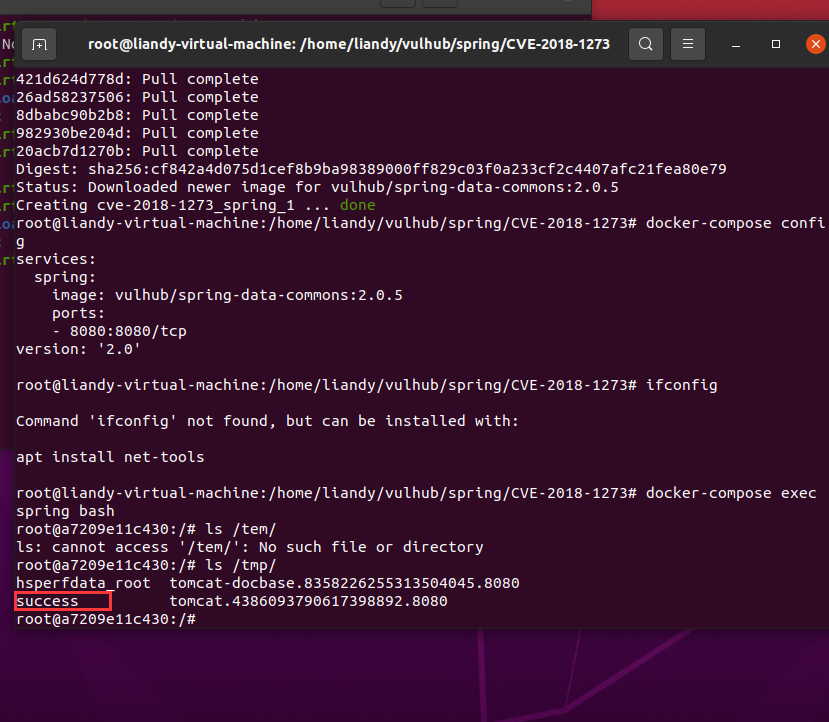 root@liandy-virtual-machine: /home/liandy/vulhub/spring/CVE-2018-1273
421d624d778d: Pull complete
26ad58237506: Pull complete
8dbabc90b2b8: Pull complete
982930be204d: Pull complete
20acb7d1270b: Pull complete
Digest: sha256:cf842a4d075d1cef8b9ba98389000ff829c03f0a233cf2c4407afc21fea80e79
Status: Downloaded newer image for vulhub/spring-data-commons:2.0.5
Creating cve-2018-1273_spring_1 ... done
root@liandy-virtual-machine:/home/liandy/vulhub/spring/CVE-2018-1273# docker-compose confi
g
services:
  spring:
    image: vulhub/spring-data-commons:2.0.5
    ports:
    - 8080:8080/tcp
version: '2.0'
root@liandy-virtual-machine:/home/liandy/vulhub/spring/CVE-2018-1273# ifconfig
Command 'ifconfig' not found, but can be installed with:
apt install net-tools
root@liandy-virtual-machine:/home/liandy/vulhub/spring/CVE-2018-1273# docker-compose exec
spring bash
root@a7209e11c430:/# ls /tem/
ls: cannot access '/tem/': No such file or directory
root@a7209e11c430:/# ls /tmp/
hsperfdata_root  tomcat-docbase.8358226255313504045.8080
success          tomcat.4386093790617398892.8080
root@a7209e11c430:/#